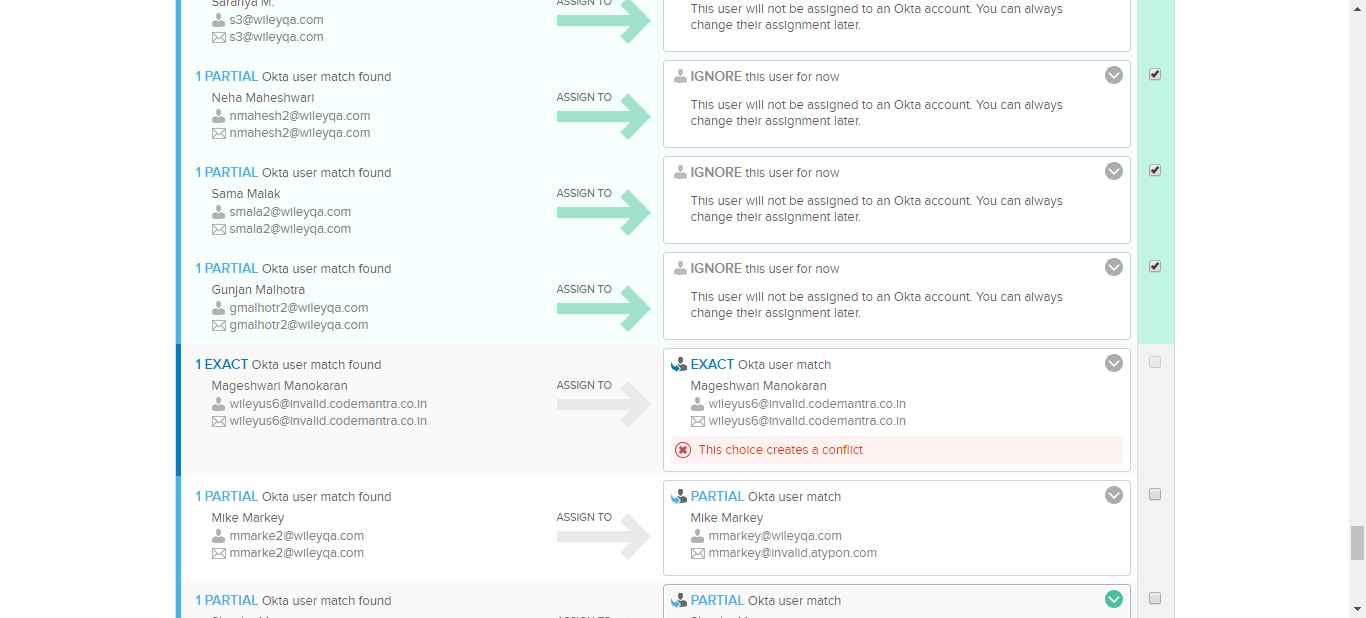 Saranya M.
s3@wileyqa.com
s3@wileyqa.com
ASSIGN TO
This user will not be assigned to an Okta account. You can always
change their assignment later.
1 PARTIAL Okta user match found
Neha Maheshwari
nmahesh2@wileyqa.com
nmahesh2@wileyqa.com
ASSIGN TO
IGNORE this user for now
This user will not be assigned to an Okta account. You can always
change their assignment later.
1 PARTIAL Okta user match found
Sama Malak
smala2@wileyqa.com
smala2@wileyqa.com
ASSIGN TO
IGNORE this user for now
This user will not be assigned to an Okta account. You can always
change their assignment later.
1 PARTIAL Okta user match found
Gunjan Malhotra
gmalhotr2@wileyqa.com
gmalhotr2@wileyqa.com
ASSIGN TO
IGNORE this user for now
This user will not be assigned to an Okta account. You can always
change their assignment later.
1 EXACT Okta user match found
Mageshwari Manokaran
wileyus6@invalid.codemantra.co.in
wileyus6@invalid.codemantra.co.in
ASSIGN TO
EXACT Okta user match
Mageshwari Manokaran
wileyus6@invalid.codemantra.co.in
wileyus6@invalid.codemantra.co.in
This choice creates a conflict
1 PARTIAL Okta user match found
Mike Markey
mmarke2@wileyqa.com
mmarke2@wileyqa.com
ASSIGN TO
PARTIAL Okta user match
Mike Markey
mmarkey@wileyqa.com
mmarkey@invalid.atypon.com
1 PARTIAL Okta user match found
PARTIAL Okta user match